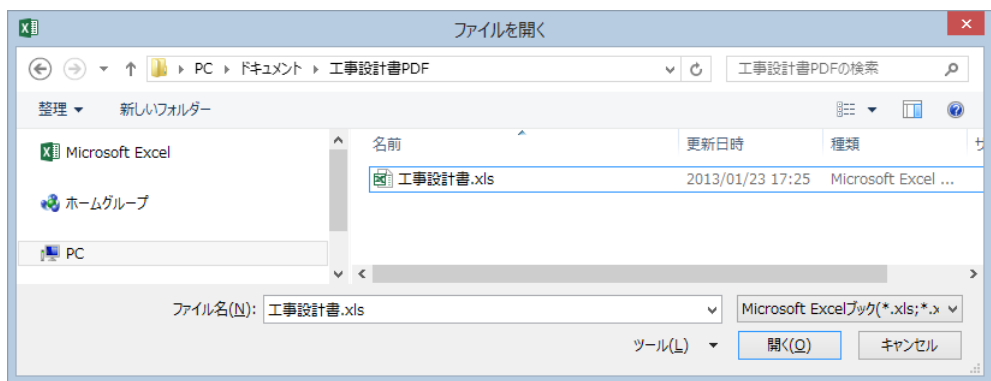 ファイルを開く
PC ▸ ドキュメント ▸ 工事設計書PDF
工事設計書PDFの検索
整理 ▼ 新しいフォルダー
名前 更新日時 種類 サ
Microsoft Excel
工事設計書.xls 2013/01/23 17:25 Microsoft Excel ...
ホームグループ
PC
ファイル名(N): 工事設計書.xls Microsoft Excelブック(*.xls;*.x
ツール(L) ▼ 開く(O) キャンセル